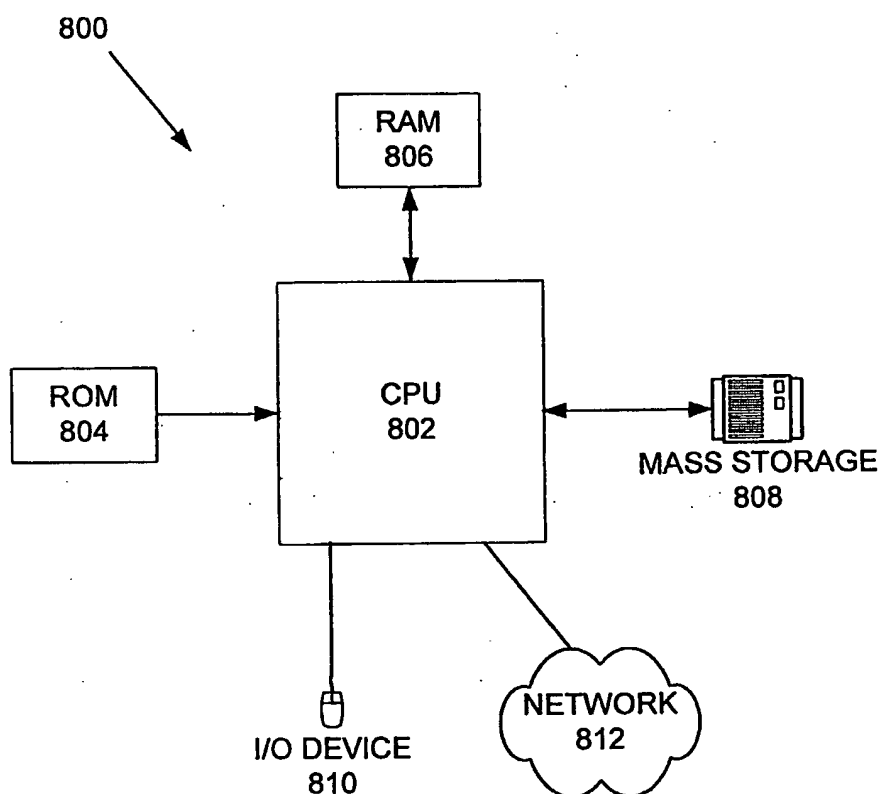 800
RAM
806
ROM
804
CPU
802
MASS STORAGE
808
I/O DEVICE
810
NETWORK
812